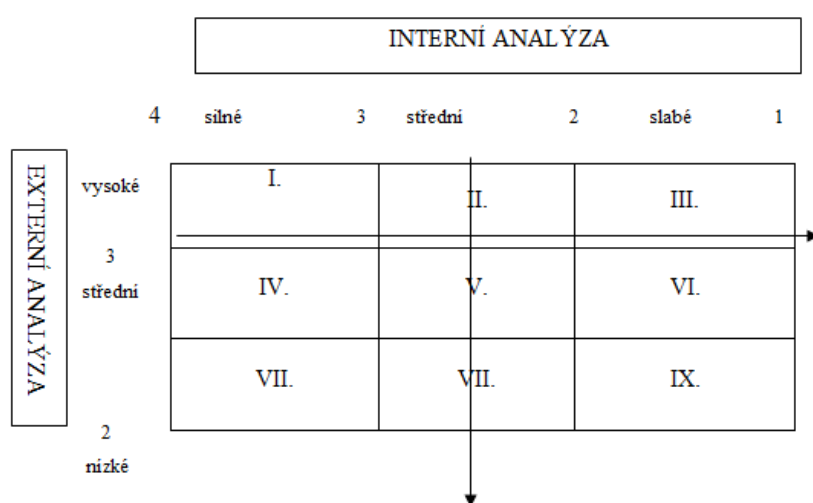 INTERNÍ ANALÝZA
4 silné 3 střední 2 slabé 1
EXTERNÍ ANALÝZA
vysoké I. II. III.
3
střední IV. V. VI.
VII. VII. IX.
2
nízké